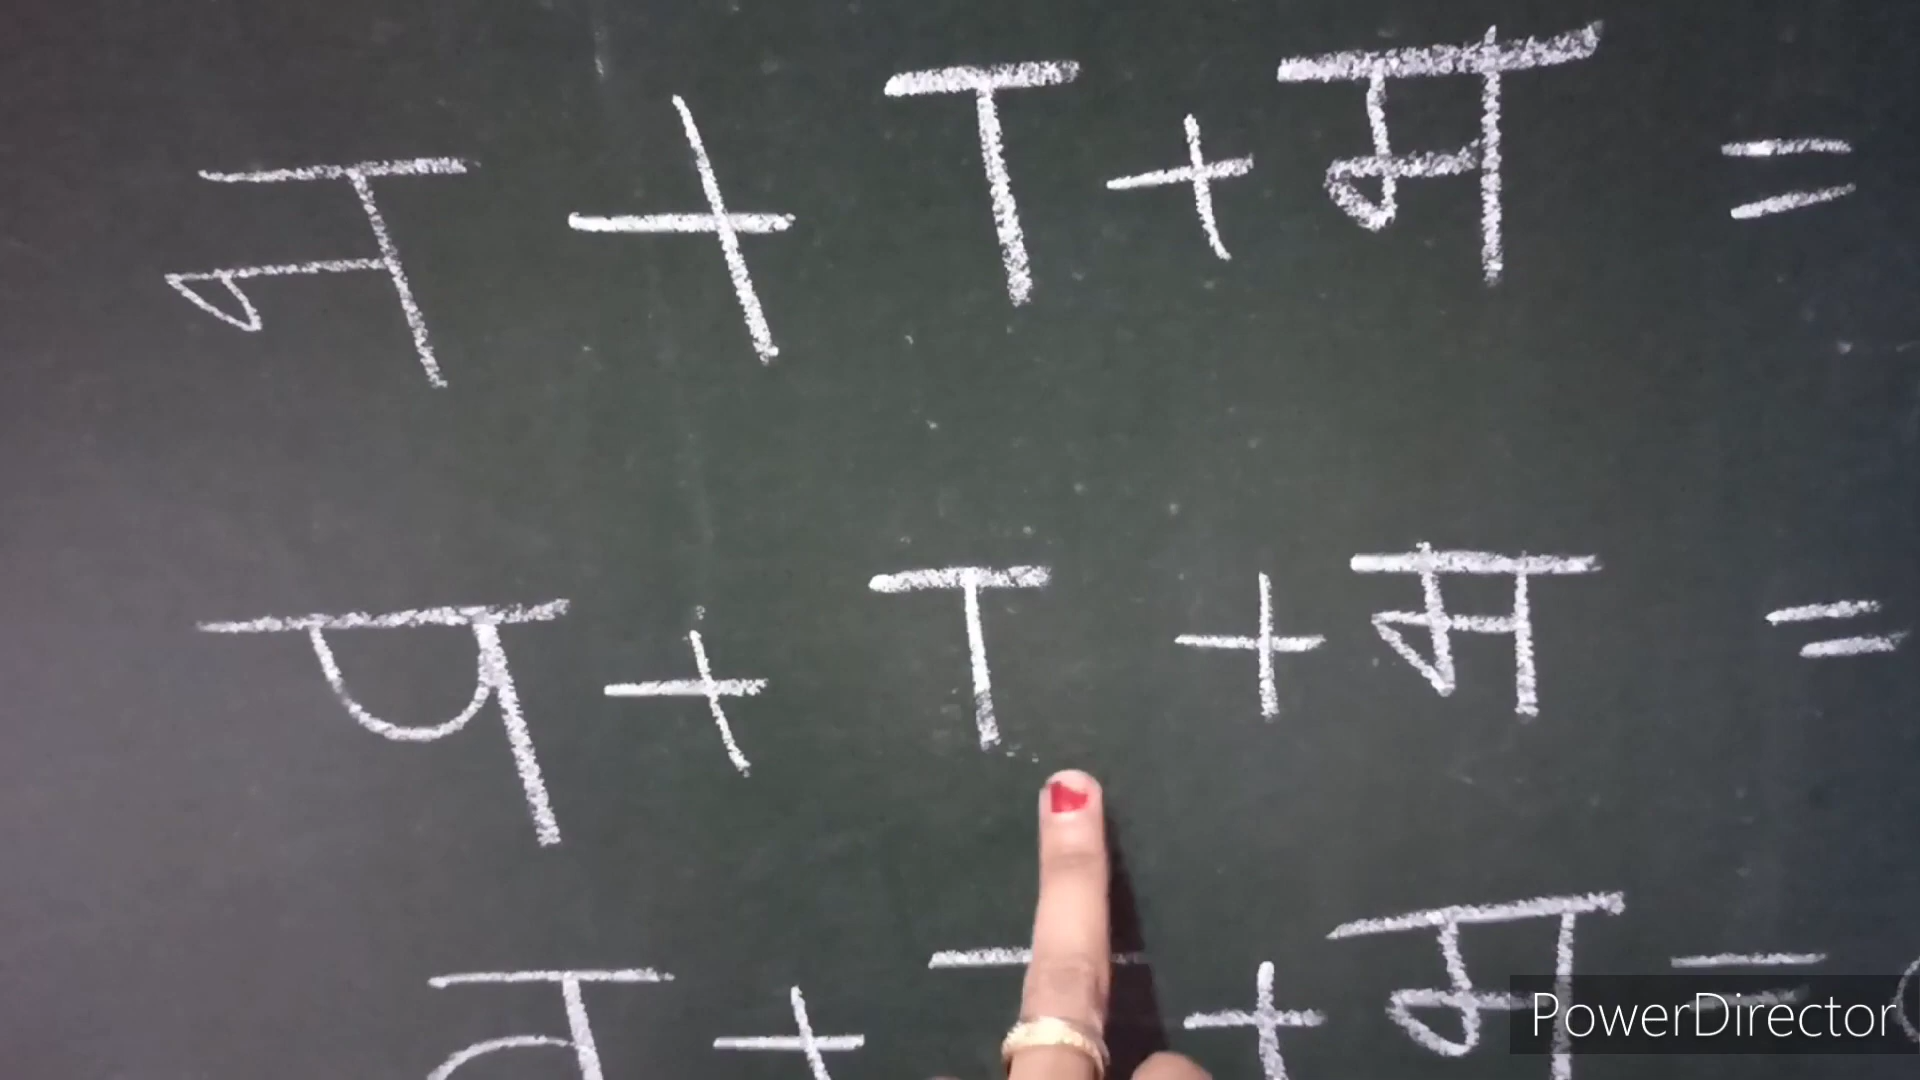 न + ा + म =
प + ा + म =
+ + म =
PowerDirector